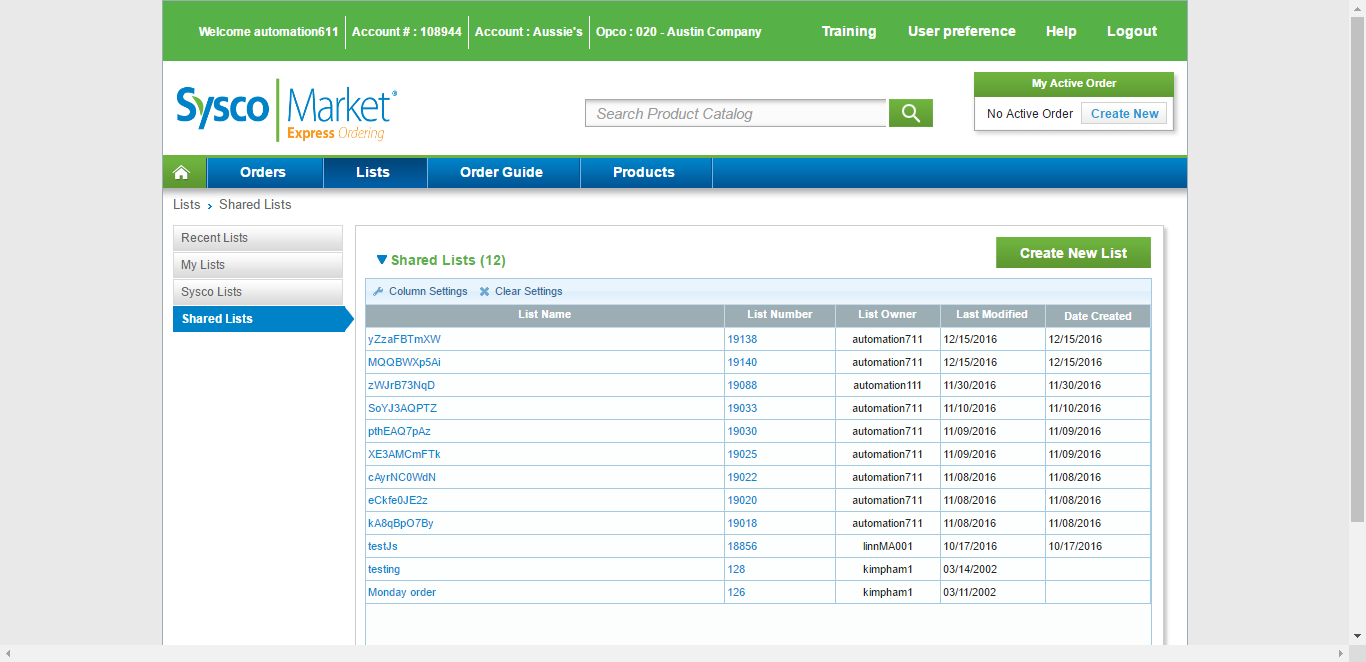 Welcome automation611 Account # : 108944 Account : Aussie's Opco : 020 - Austin Company Training User preference Help Logout
Sysco Market®
Express Ordering
Search Product Catalog
My Active Order
No Active Order Create New
Orders Lists Order Guide Products
Lists › Shared Lists
Recent Lists
My Lists
Sysco Lists
Shared Lists
Shared Lists (12)
Create New List
Column Settings Clear Settings
List Name List Number List Owner Last Modified Date Created
yZzaFBTmXW 19138 automation711 12/15/2016 12/15/2016
MQQBWXp5Ai 19140 automation711 12/15/2016 12/15/2016
zWJrB73NqD 19088 automation111 11/30/2016 11/30/2016
SoYJ3AQPTZ 19033 automation711 11/10/2016 11/10/2016
pthEAQ7pAz 19030 automation711 11/09/2016 11/09/2016
XE3AMCmFTk 19025 automation711 11/09/2016 11/09/2016
cAyrNC0WdN 19022 automation711 11/08/2016 11/08/2016
eCkfe0JE2z 19020 automation711 11/08/2016 11/08/2016
kA8qBpO7By 19018 automation711 11/08/2016 11/08/2016
testJs 18856 linnMA001 10/17/2016 10/17/2016
testing 128 kimpham1 03/14/2002
Monday order 126 kimpham1 03/11/2002